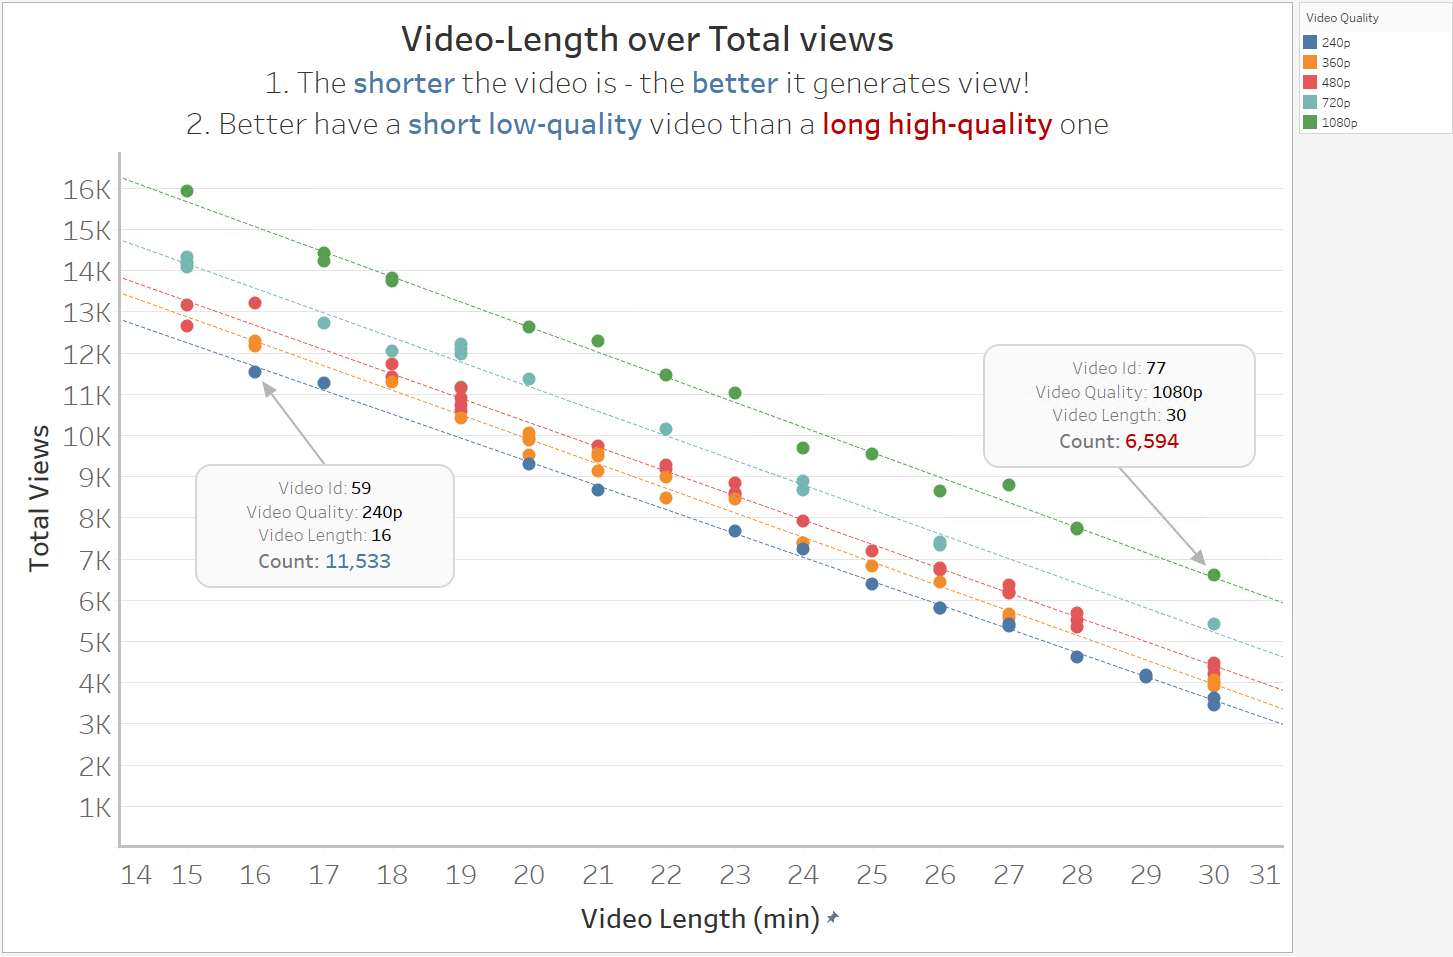 Video-Length over Total views
1. The shorter the video is - the better it generates view!
2. Better have a short low-quality video than a long high-quality one
Video Quality
240p
360p
480p
720p
1080p
Total Views
16K
15K
14K
13K
12K
11K
10K
9K
8K
7K
6K
5K
4K
3K
2K
1K
Video Id: 77
Video Quality: 1080p
Video Length: 30
Count: 6,594
Video Id: 59
Video Quality: 240p
Video Length: 16
Count: 11,533
14 15 16 17 18 19 20 21 22 23 24 25 26 27 28 29 30 31
Video Length (min)